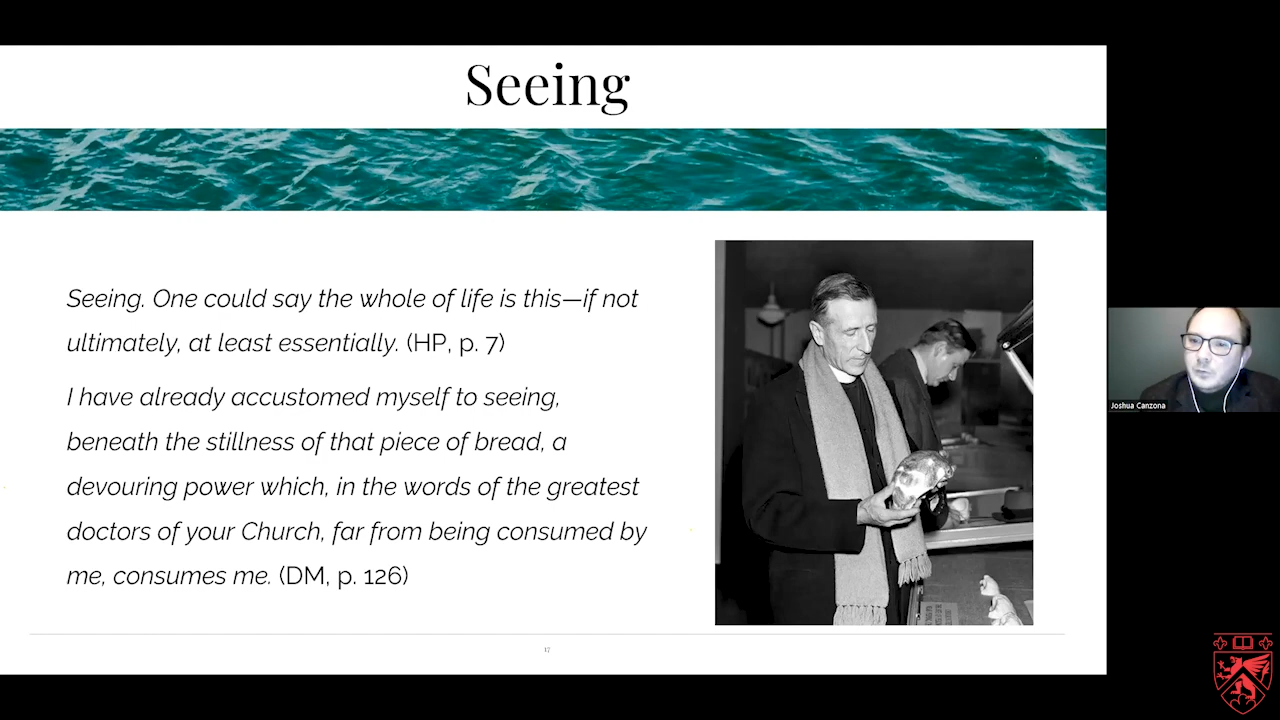 Seeing
Seeing. One could say the whole of life is this—if not
ultimately, at least essentially. (HP, p. 7)
I have already accustomed myself to seeing,
beneath the stillness of that piece of bread, a
devouring power which, in the words of the greatest
doctors of your Church, far from being consumed by
me, consumes me. (DM, p. 126)
17
Joshua Canzona